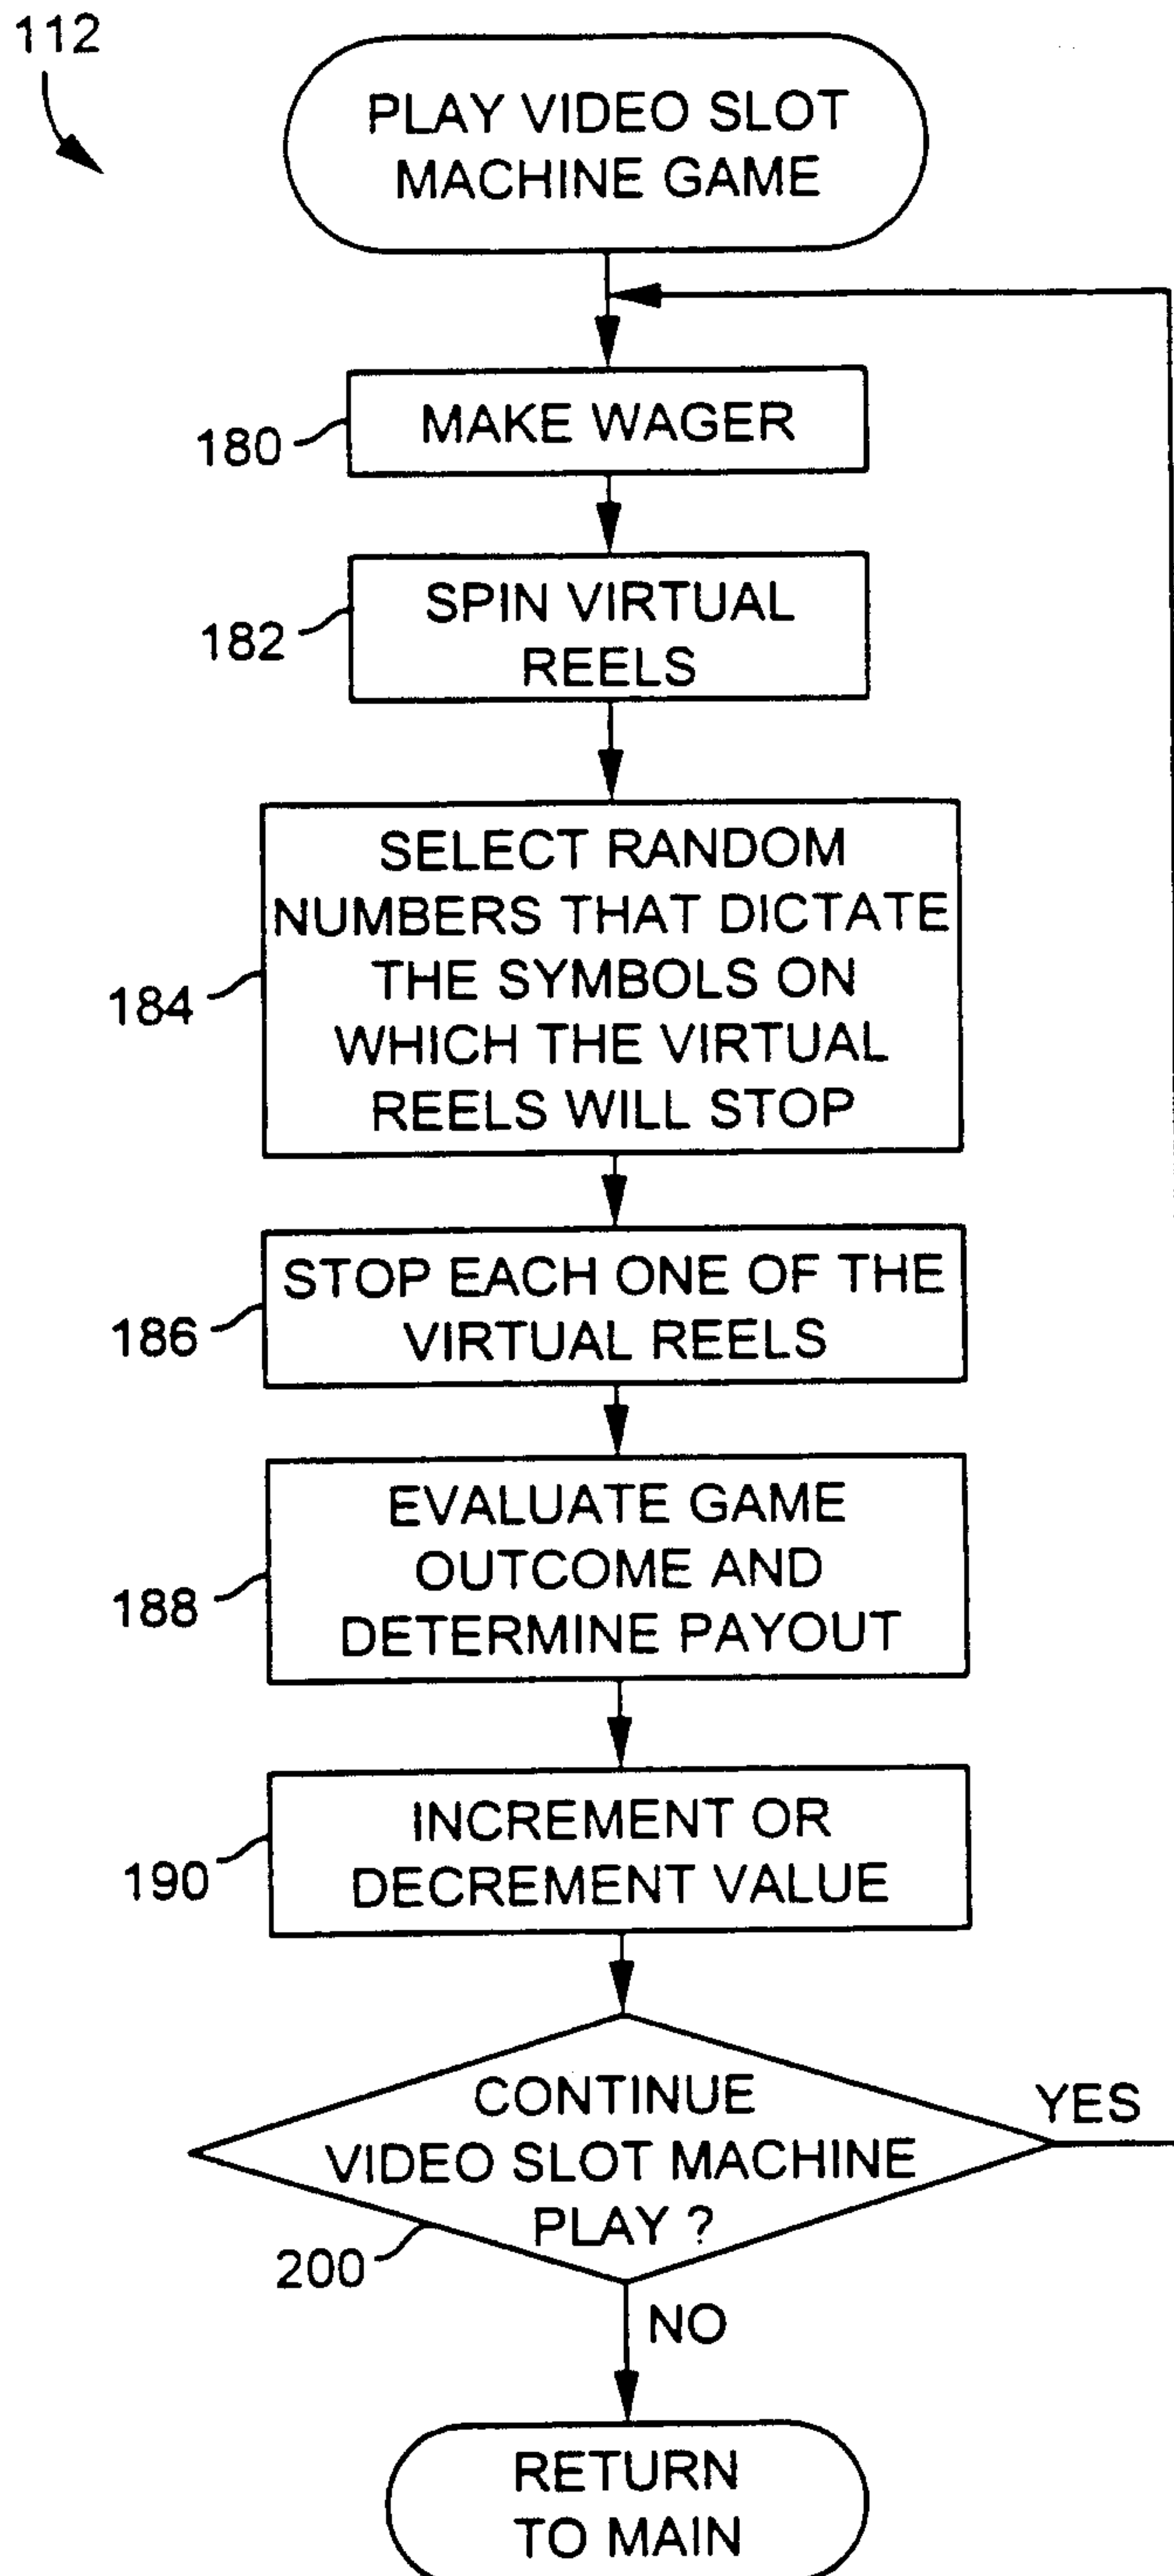 112
PLAY VIDEO SLOT
MACHINE GAME
MAKE WAGER
180
SPIN VIRTUAL
REELS
182
SELECT RANDOM
NUMBERS THAT DICTATE
THE SYMBOLS ON
WHICH THE VIRTUAL
REELS WILL STOP
184
STOP EACH ONE OF THE
VIRTUAL REELS
186
EVALUATE GAME
OUTCOME AND
DETERMINE PAYOUT
188
INCREMENT OR
DECREMENT VALUE
190
CONTINUE
VIDEO SLOT MACHINE
PLAY ?
YES
200
NO
RETURN
TO MAIN